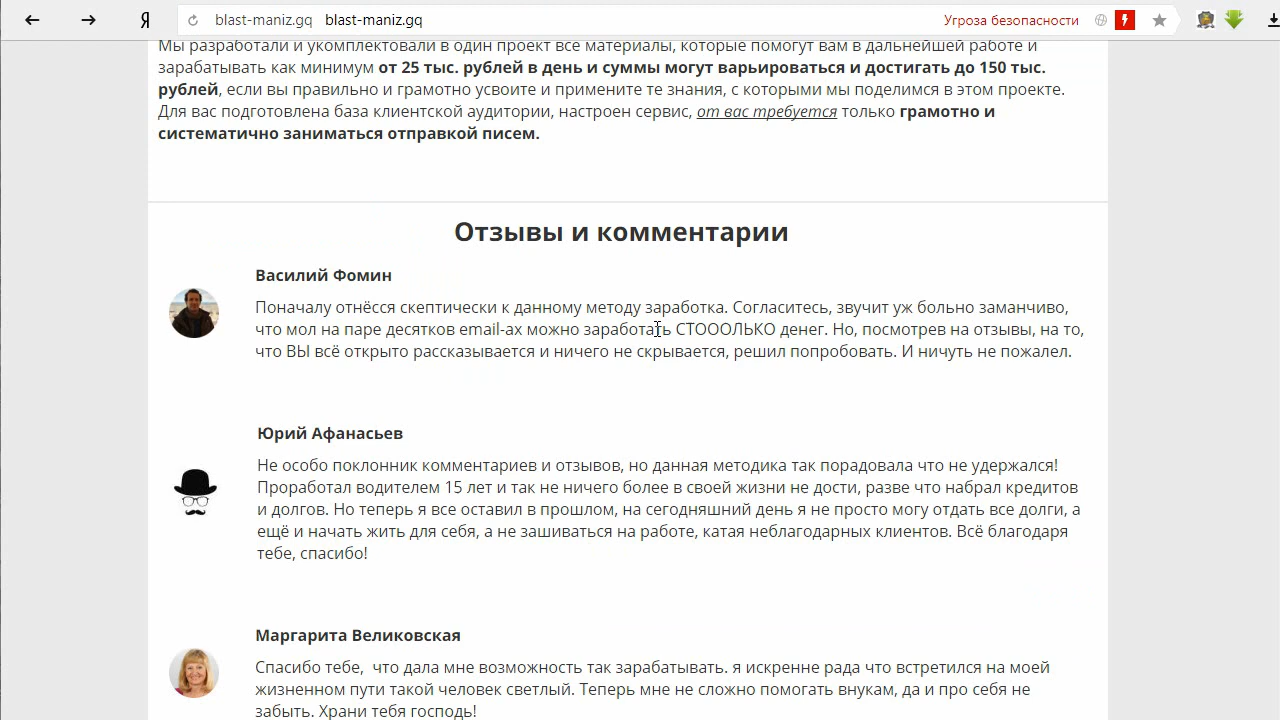 Я blast-maniz.gq blast-maniz.gq Угроза безопасности
Мы разработали и укомплектовали в один проект все материалы, которые помогут вам в дальнейшей работе и
зарабатывать как минимум от 25 тыс. рублей в день и суммы могут варьироваться и достигать до 150 тыс.
рублей, если вы правильно и грамотно усвоите и примените те знания, с которыми мы поделимся в этом проекте.
Для вас подготовлена база клиентской аудитории, настроен сервис, от вас требуется только грамотно и
систематично заниматься отправкой писем.
Отзывы и комментарии
Василий Фомин
Поначалу отнёсся скептически к данному методу заработка. Согласитесь, звучит уж больно заманчиво,
что мол на паре десятков email-ах можно заработать СТОООЛЬКО денег. Но, посмотрев на отзывы, на то,
что ВЫ всё открыто рассказывается и ничего не скрывается, решил попробовать. И ничуть не пожалел.
Юрий Афанасьев
Не особо поклонник комментариев и отзывов, но данная методика так порадовала что не удержался!
Проработал водителем 15 лет и так не ничего более в своей жизни не дости, разве что набрал кредитов
и долгов. Но теперь я все оставил в прошлом, на сегодняшний день я не просто могу отдать все долги, а
ещё и начать жить для себя, а не зашиваться на работе, катая неблагодарных клиентов. Всё благодаря
тебе, спасибо!
Маргарита Великовская
Спасибо тебе, что дала мне возможность так зарабатывать. я искренне рада что встретился на моей
жизненном пути такой человек светлый. Теперь мне не сложно помогать внукам, да и про себя не
забыть. Храни тебя господь!